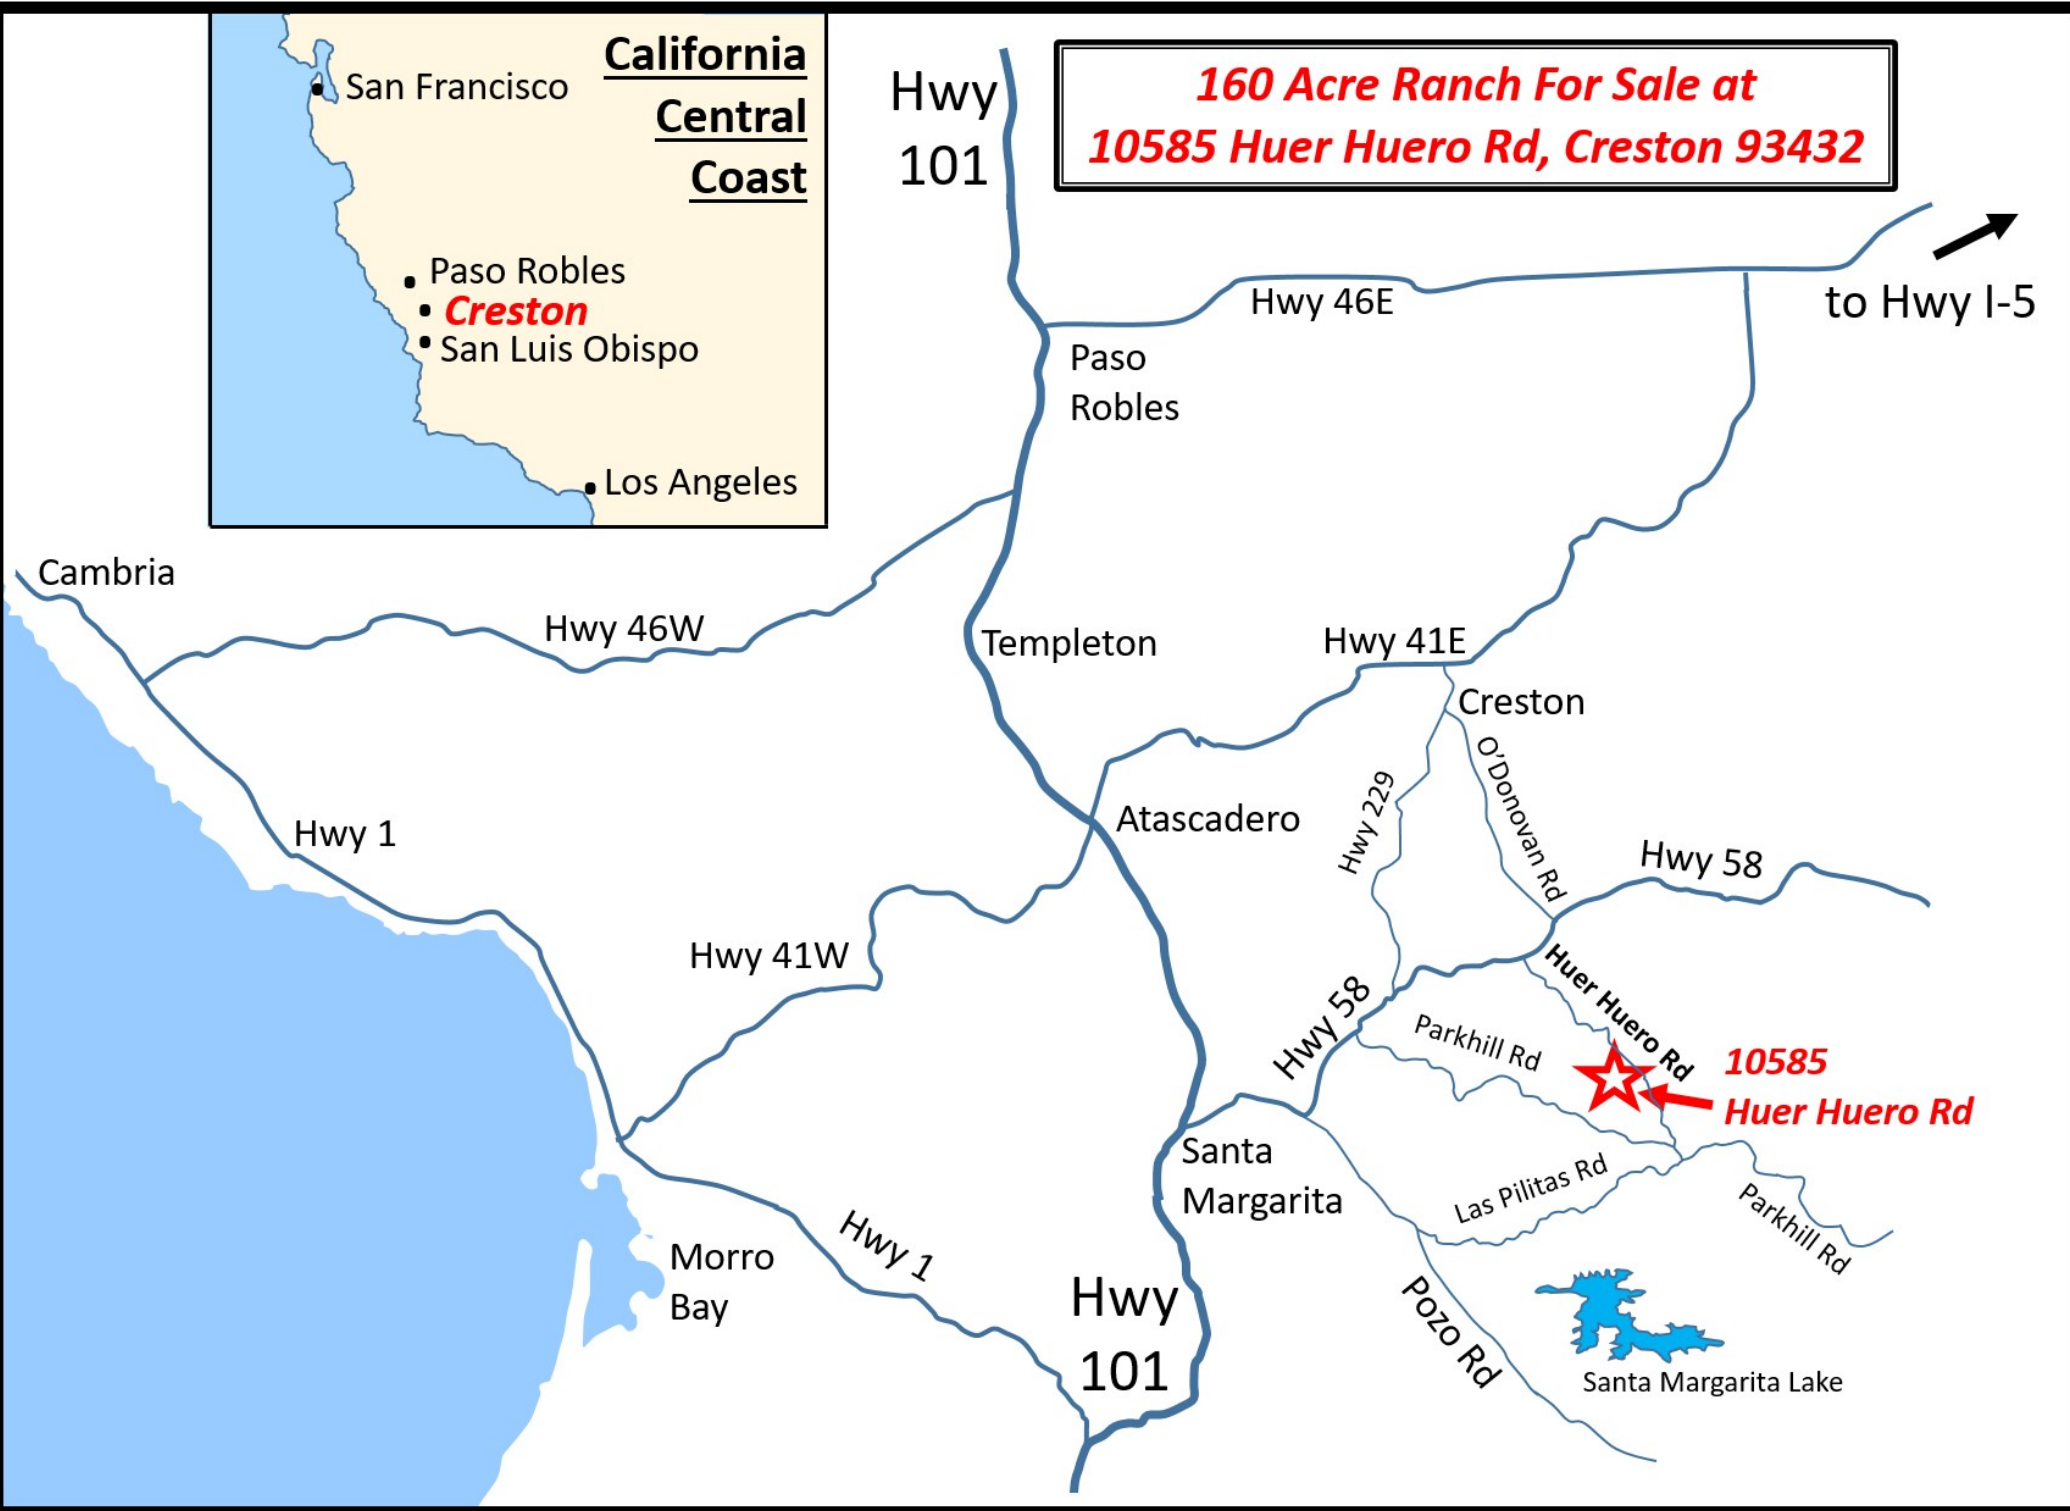 California
Central
Coast
San Francisco
Paso Robles
Creston
San Luis Obispo
Los Angeles
160 Acre Ranch For Sale at
10585 Huer Huero Rd, Creston 93432
Hwy
101
Hwy 46E
to Hwy I-5
Paso
Robles
Cambria
Hwy 46W
Templeton
Hwy 41E
Creston
O'Donovan Rd
Hwy 229
Hwy 1
Atascadero
Hwy 58
Hwy 41W
Huer Huero Rd
Hwy 58
Parkhill Rd
10585
Huer Huero Rd
Santa
Margarita
Las Pilitas Rd
Parkhill Rd
Morro
Bay
Hwy 1
Hwy
101
Pozo Rd
Santa Margarita Lake